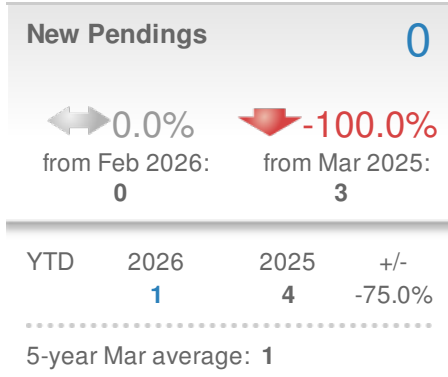 New Pendings 0
0.0% -100.0%
from Feb 2026: from Mar 2025:
0 3
YTD 2026 2025 +/-
1 4 -75.0%
5-year Mar average: 1